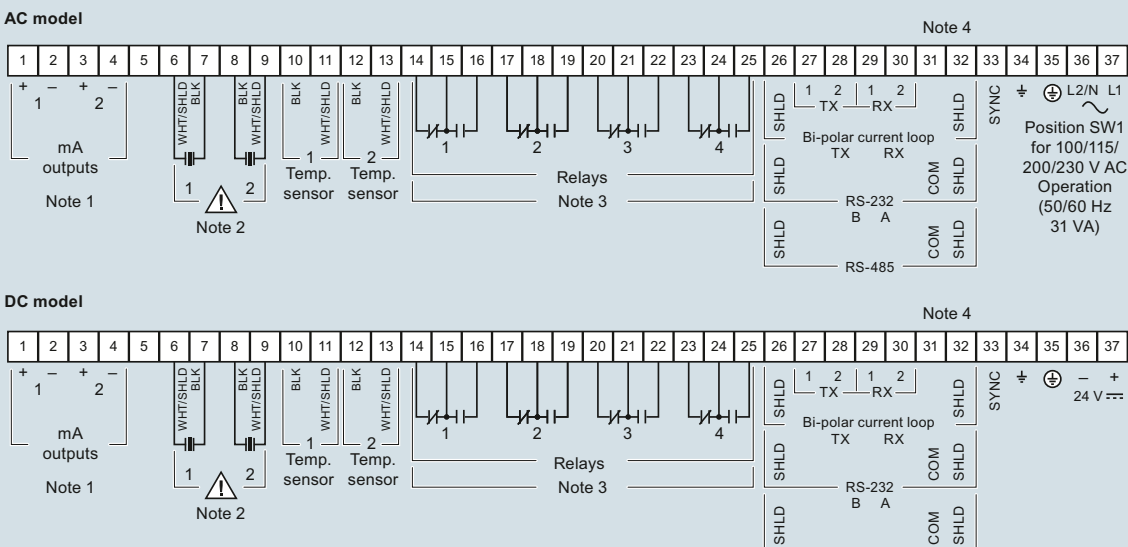 AC model
Note 4
1 2 3 4 5 6 7 8 9 10 11 12 13 14 15 16 17 18 19 20 21 22 23 24 25 26 27 28 29 30 31 32 33 34 35 36 37
+ – + –
1 2
mA
outputs
Note 1
WHT/SHLD
BLK
BLK
WHT/SHLD
1 2
Note 2
BLK
WHT/SHLD
1
Temp.
sensor
BLK
WHT/SHLD
2
Temp.
sensor
1 2 3 4
Relays
Note 3
SHLD
1 2 1 2
TX RX
SHLD
Bi-polar current loop
TX RX
SHLD
COM
SHLD
RS-232
B A
SHLD
COM
SHLD
RS-485
SYNC
L2/N L1
Position SW1
for 100/115/
200/230 V AC
Operation
(50/60 Hz
31 VA)
DC model
Note 4
1 2 3 4 5 6 7 8 9 10 11 12 13 14 15 16 17 18 19 20 21 22 23 24 25 26 27 28 29 30 31 32 33 34 35 36 37
+ – + –
1 2
mA
outputs
Note 1
WHT/SHLD
BLK
BLK
WHT/SHLD
1 2
Note 2
BLK
WHT/SHLD
1
Temp.
sensor
BLK
WHT/SHLD
2
Temp.
sensor
1 2 3 4
Relays
Note 3
SHLD
1 2 1 2
TX RX
SHLD
Bi-polar current loop
TX RX
SHLD
COM
SHLD
RS-232
B A
SHLD
COM
SHLD
SYNC
– +
24 V